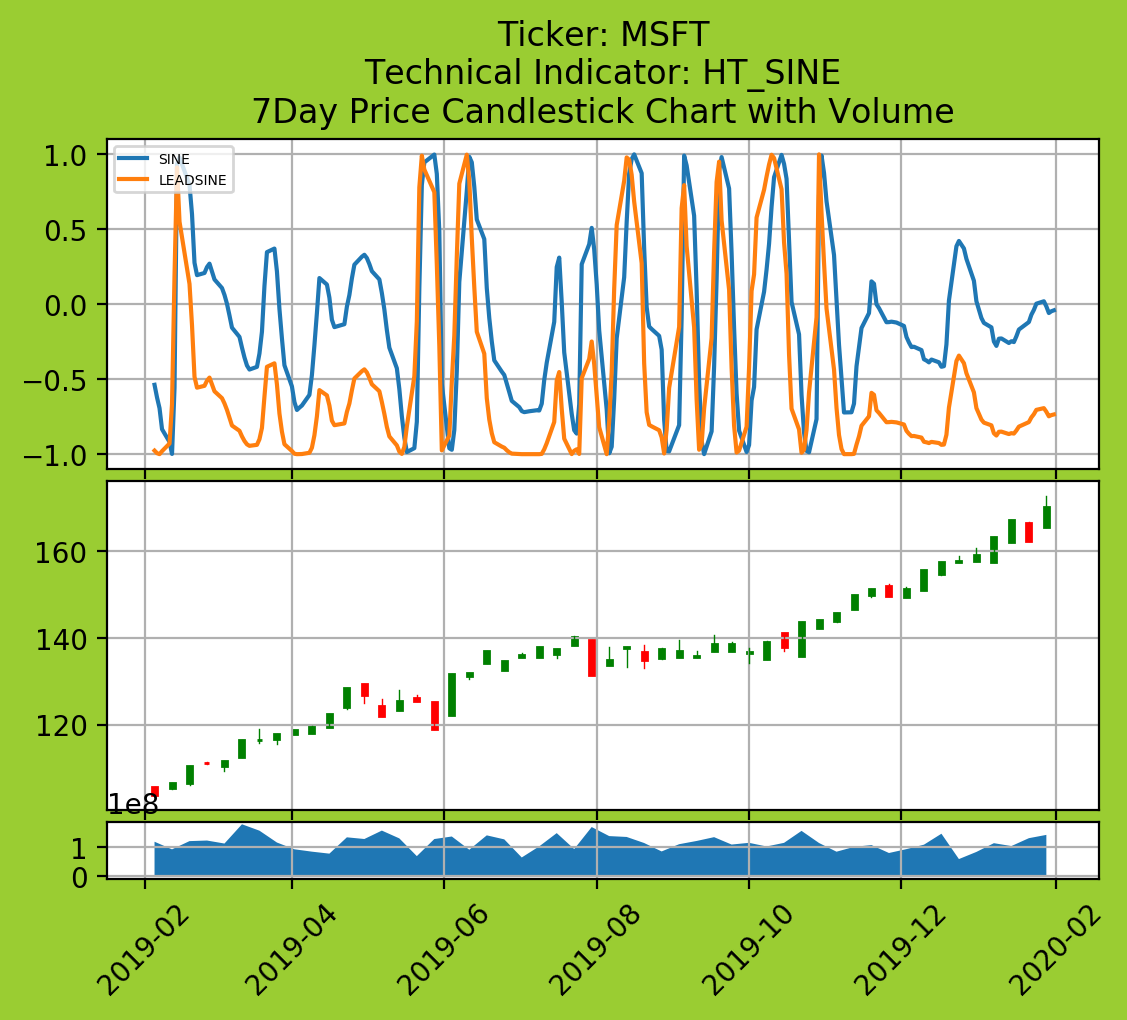 Ticker: MSFT
Technical Indicator: HT_SINE
7Day Price Candlestick Chart with Volume
SINE
LEADSINE
1.0
0.5
0.0
−0.5
−1.0
160
140
120
1e8
1
0
2019-02
2019-04
2019-06
2019-08
2019-10
2019-12
2020-02